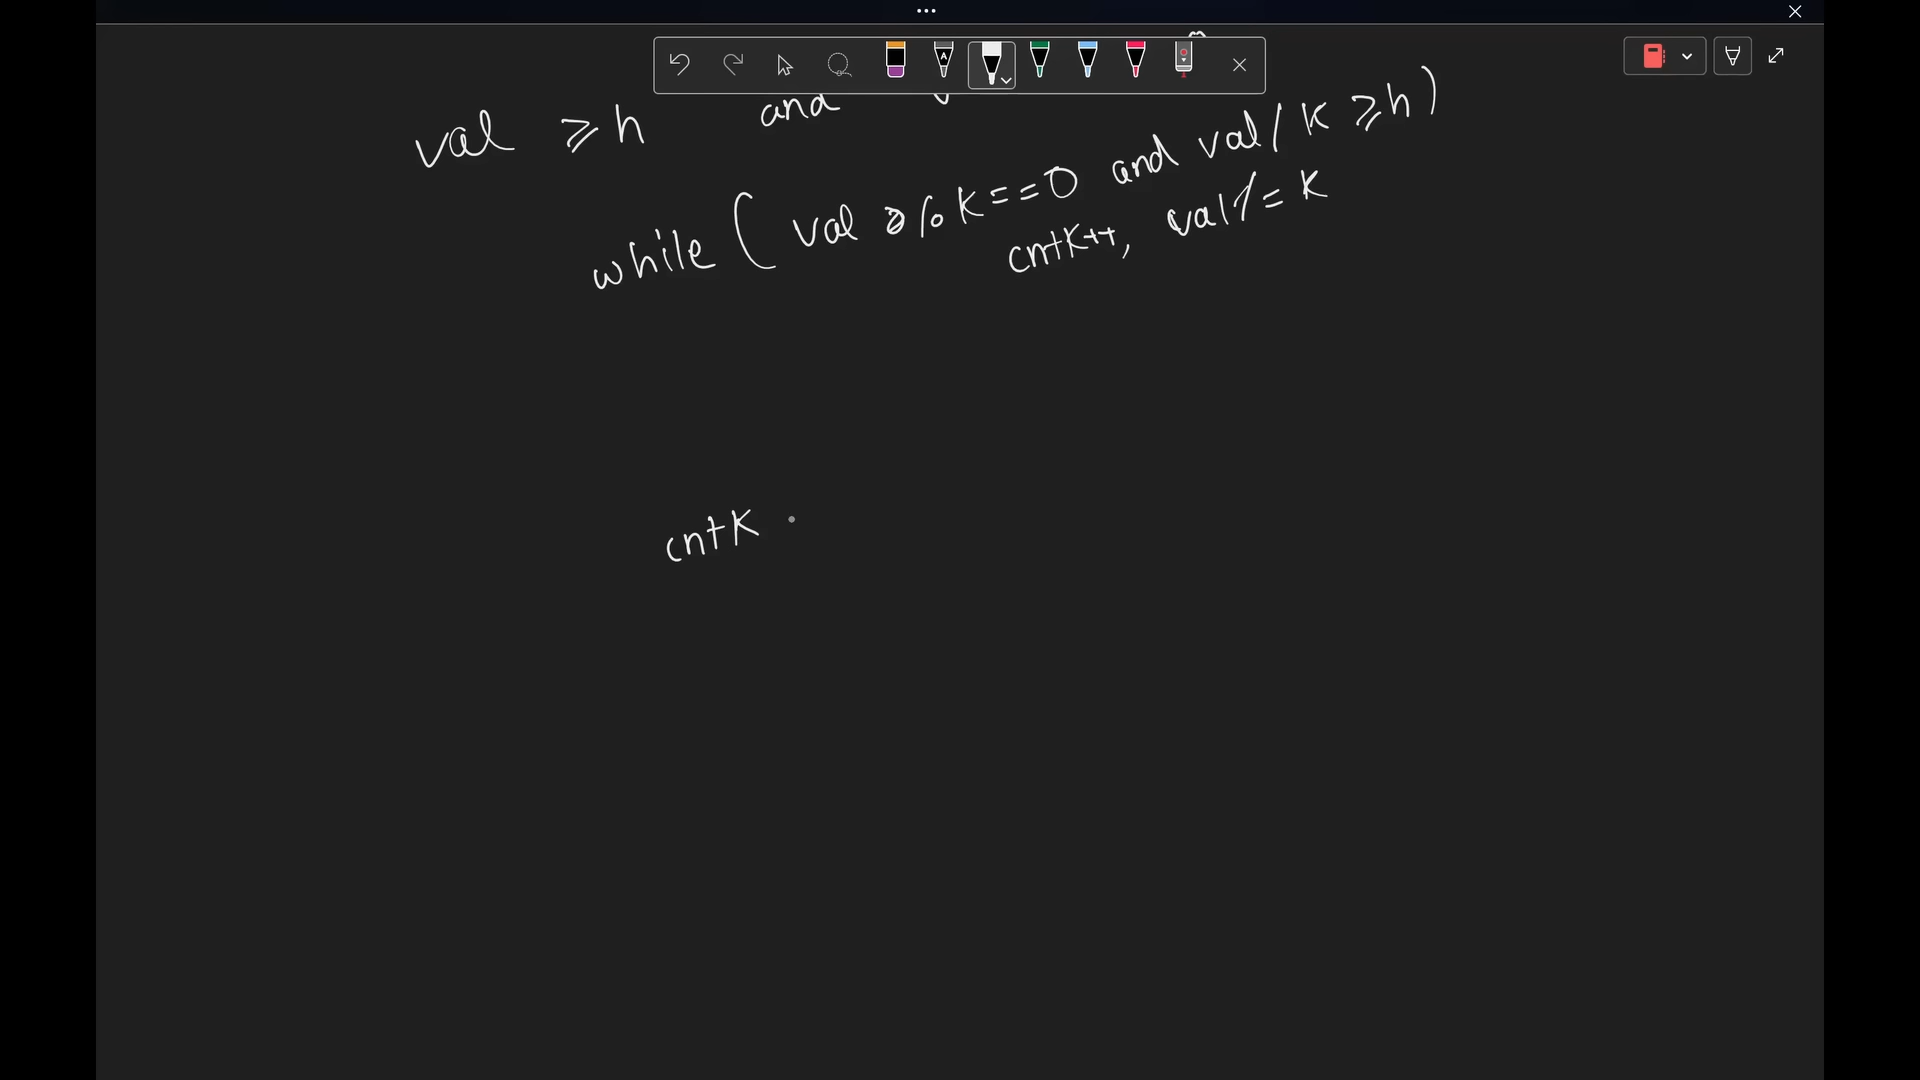 val ⩾ h and
while ( val % K == 0 and val / K ⩾ h )
cntK++, val /= K
cntK